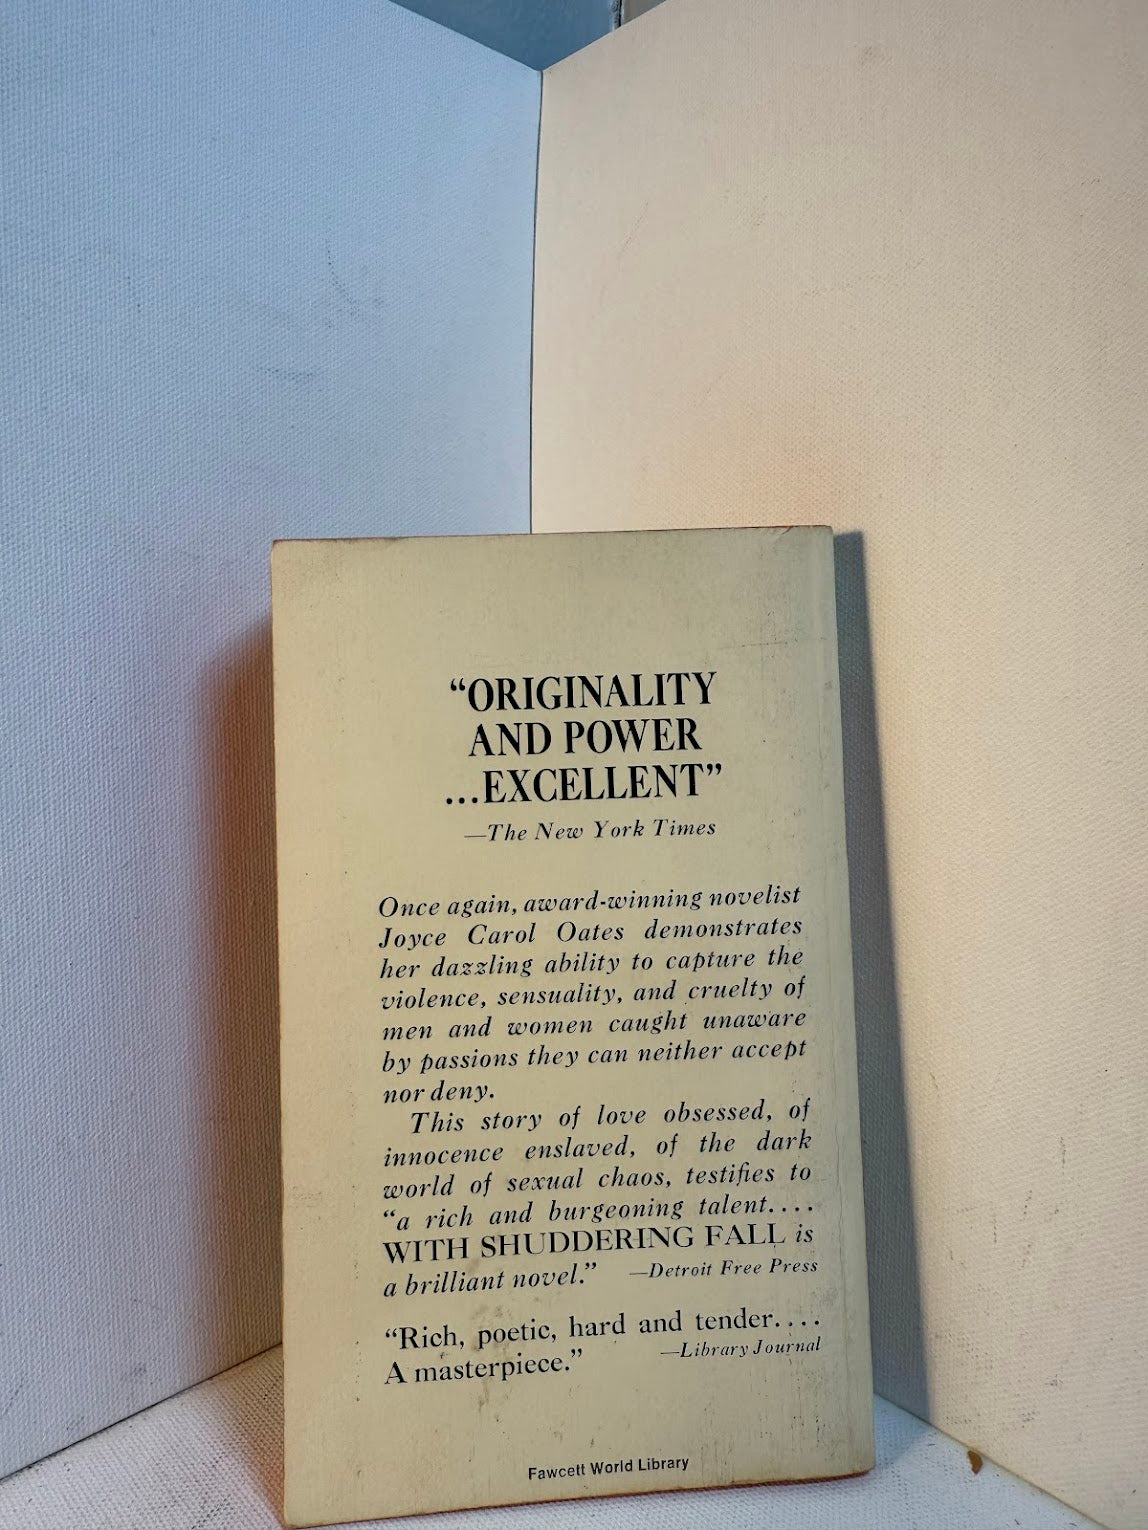 “ORIGINALITY
AND POWER
...EXCELLENT”
—The New York Times
Once again, award-winning novelist
Joyce Carol Oates demonstrates
her dazzling ability to capture the
violence, sensuality, and cruelty of
men and women caught unaware
by passions they can neither accept
nor deny.
This story of love obsessed, of
innocence enslaved, of the dark
world of sexual chaos, testifies to
“a rich and burgeoning talent....
WITH SHUDDERING FALL is
a brilliant novel.” —Detroit Free Press
“Rich, poetic, hard and tender....
A masterpiece.” —Library Journal
Fawcett World Library